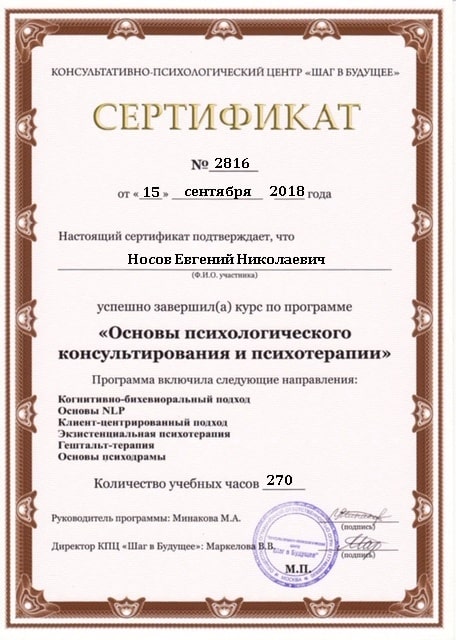 КОНСУЛЬТАТИВНО-ПСИХОЛОГИЧЕСКИЙ ЦЕНТР «ШАГ В БУДУЩЕЕ»
СЕРТИФИКАТ
№ 2816
от « 15 » сентября 2018 года
Настоящий сертификат подтверждает, что
Носов Евгений Николаевич
(Ф.И.О. участника)
успешно завершил(а) курс по программе
«Основы психологического
консультирования и психотерапии»
Программа включила следующие направления:
Когнитивно-бихевиоральный подход
Основы NLP
Клиент-центрированный подход
Экзистенциальная психотерапия
Гештальт-терапия
Основы психодрамы
Количество учебных часов 270
Руководитель программы: Минакова М.А.
(подпись)
Директор КПЦ «Шаг в Будущее»: Маркелова В.В.
(подпись)
"Шаг в Будущее"
МОСКВА
М.П.